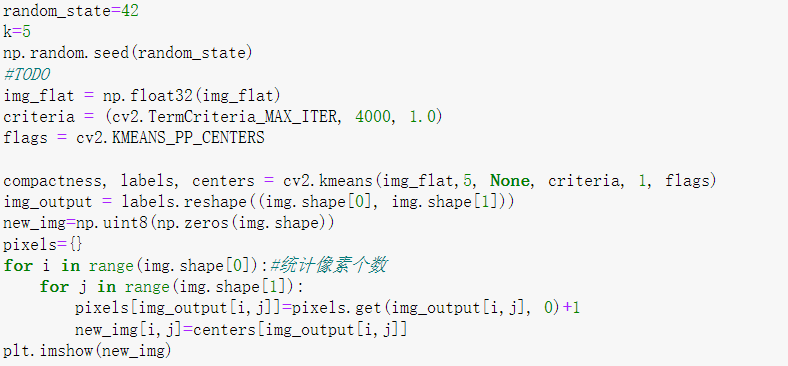 random_state=42
k=5
np.random.seed(random_state)
#TODO
img_flat = np.float32(img_flat)
criteria = (cv2.TermCriteria_MAX_ITER, 4000, 1.0)
flags = cv2.KMEANS_PP_CENTERS

compactness, labels, centers = cv2.kmeans(img_flat,5, None, criteria, 1, flags)
img_output = labels.reshape((img.shape[0], img.shape[1]))
new_img=np.uint8(np.zeros(img.shape))
pixels={}
for i in range(img.shape[0]):#统计像素个数
    for j in range(img.shape[1]):
        pixels[img_output[i,j]]=pixels.get(img_output[i,j], 0)+1
        new_img[i,j]=centers[img_output[i,j]]
plt.imshow(new_img)